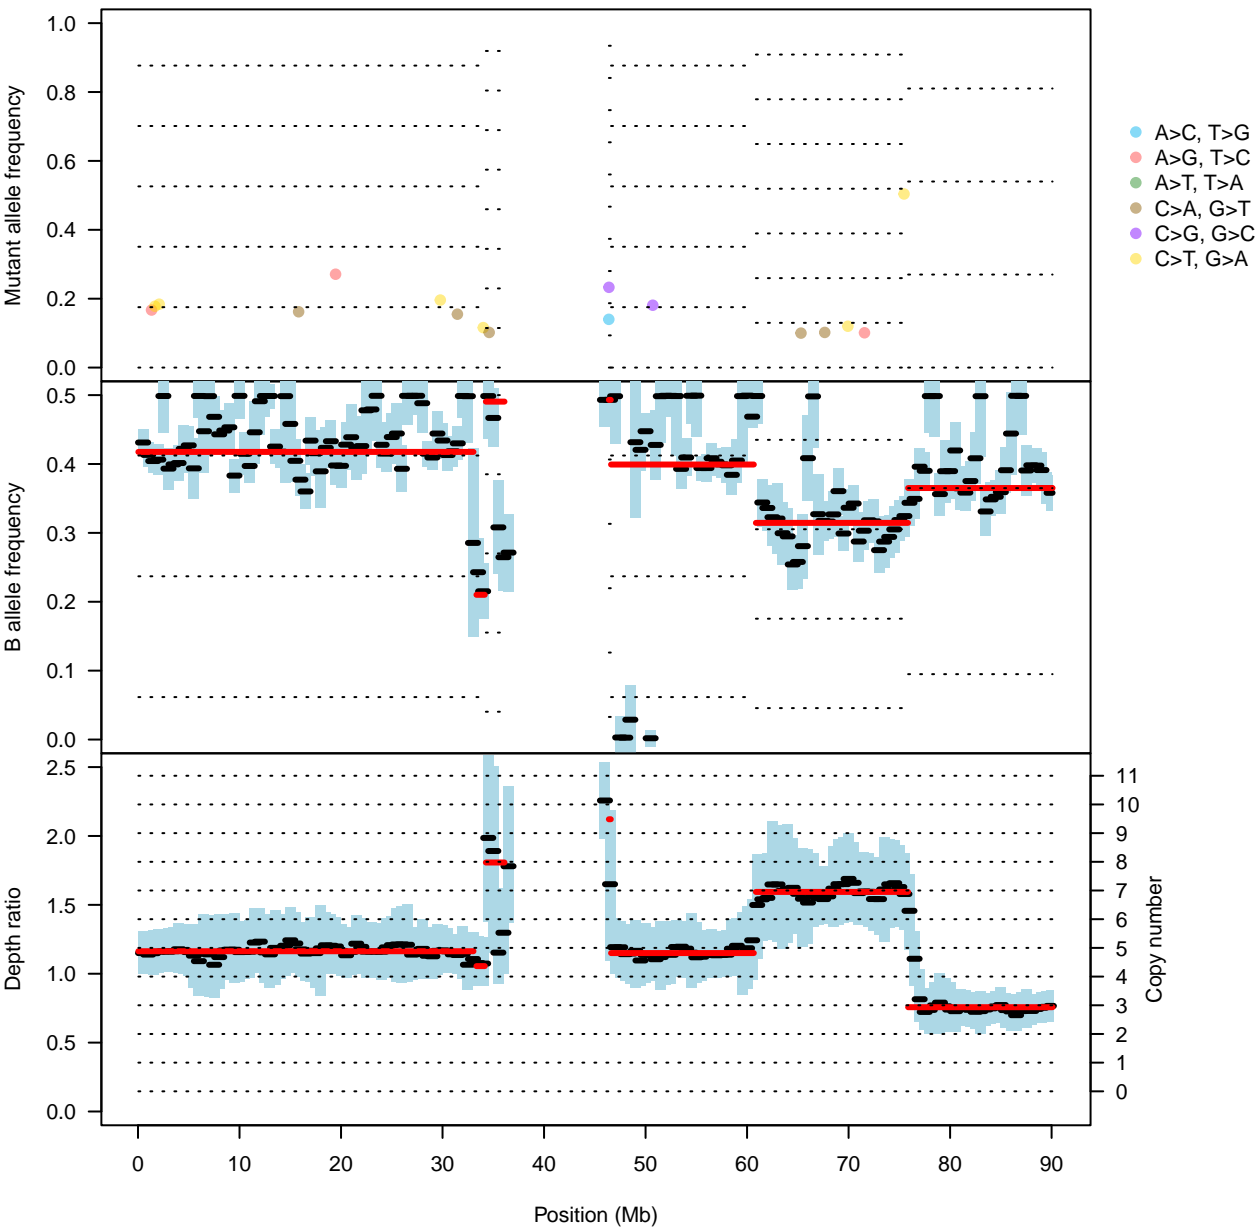 Mutant allele frequency
1.0
0.8
0.6
0.4
0.2
0.0
A>C, T>G
A>G, T>C
A>T, T>A
C>A, G>T
C>G, G>C
C>T, G>A
B allele frequency
0.5
0.4
0.3
0.2
0.1
0.0
Depth ratio
2.5
2.0
1.5
1.0
0.5
0.0
11
10
9
8
7
6
5
4
3
2
1
0
Copy number
0 10 20 30 40 50 60 70 80 90
Position (Mb)